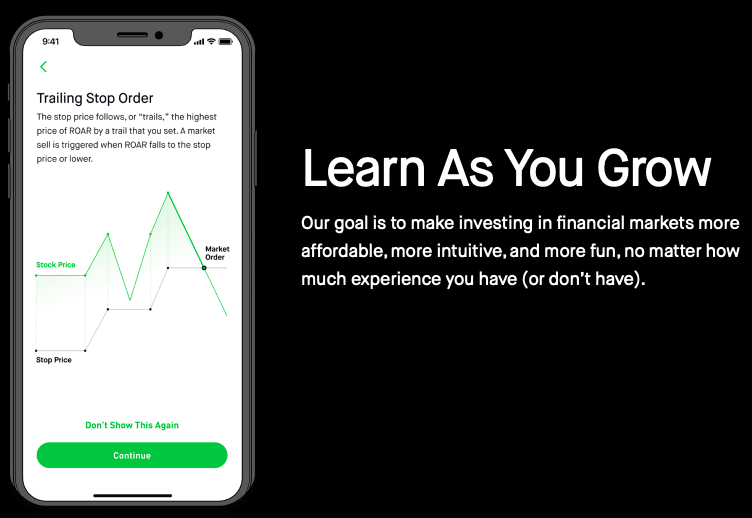 9:41
Trailing Stop Order
The stop price follows, or “trails,” the highest
price of ROAR by a trail that you set. A market
sell is triggered when ROAR falls to the stop
price or lower.
Market
Order
Stock Price
Stop Price
Don’t Show This Again
Continue
Learn As You Grow
Our goal is to make investing in financial markets more
affordable, more intuitive, and more fun, no matter how
much experience you have (or don’t have).